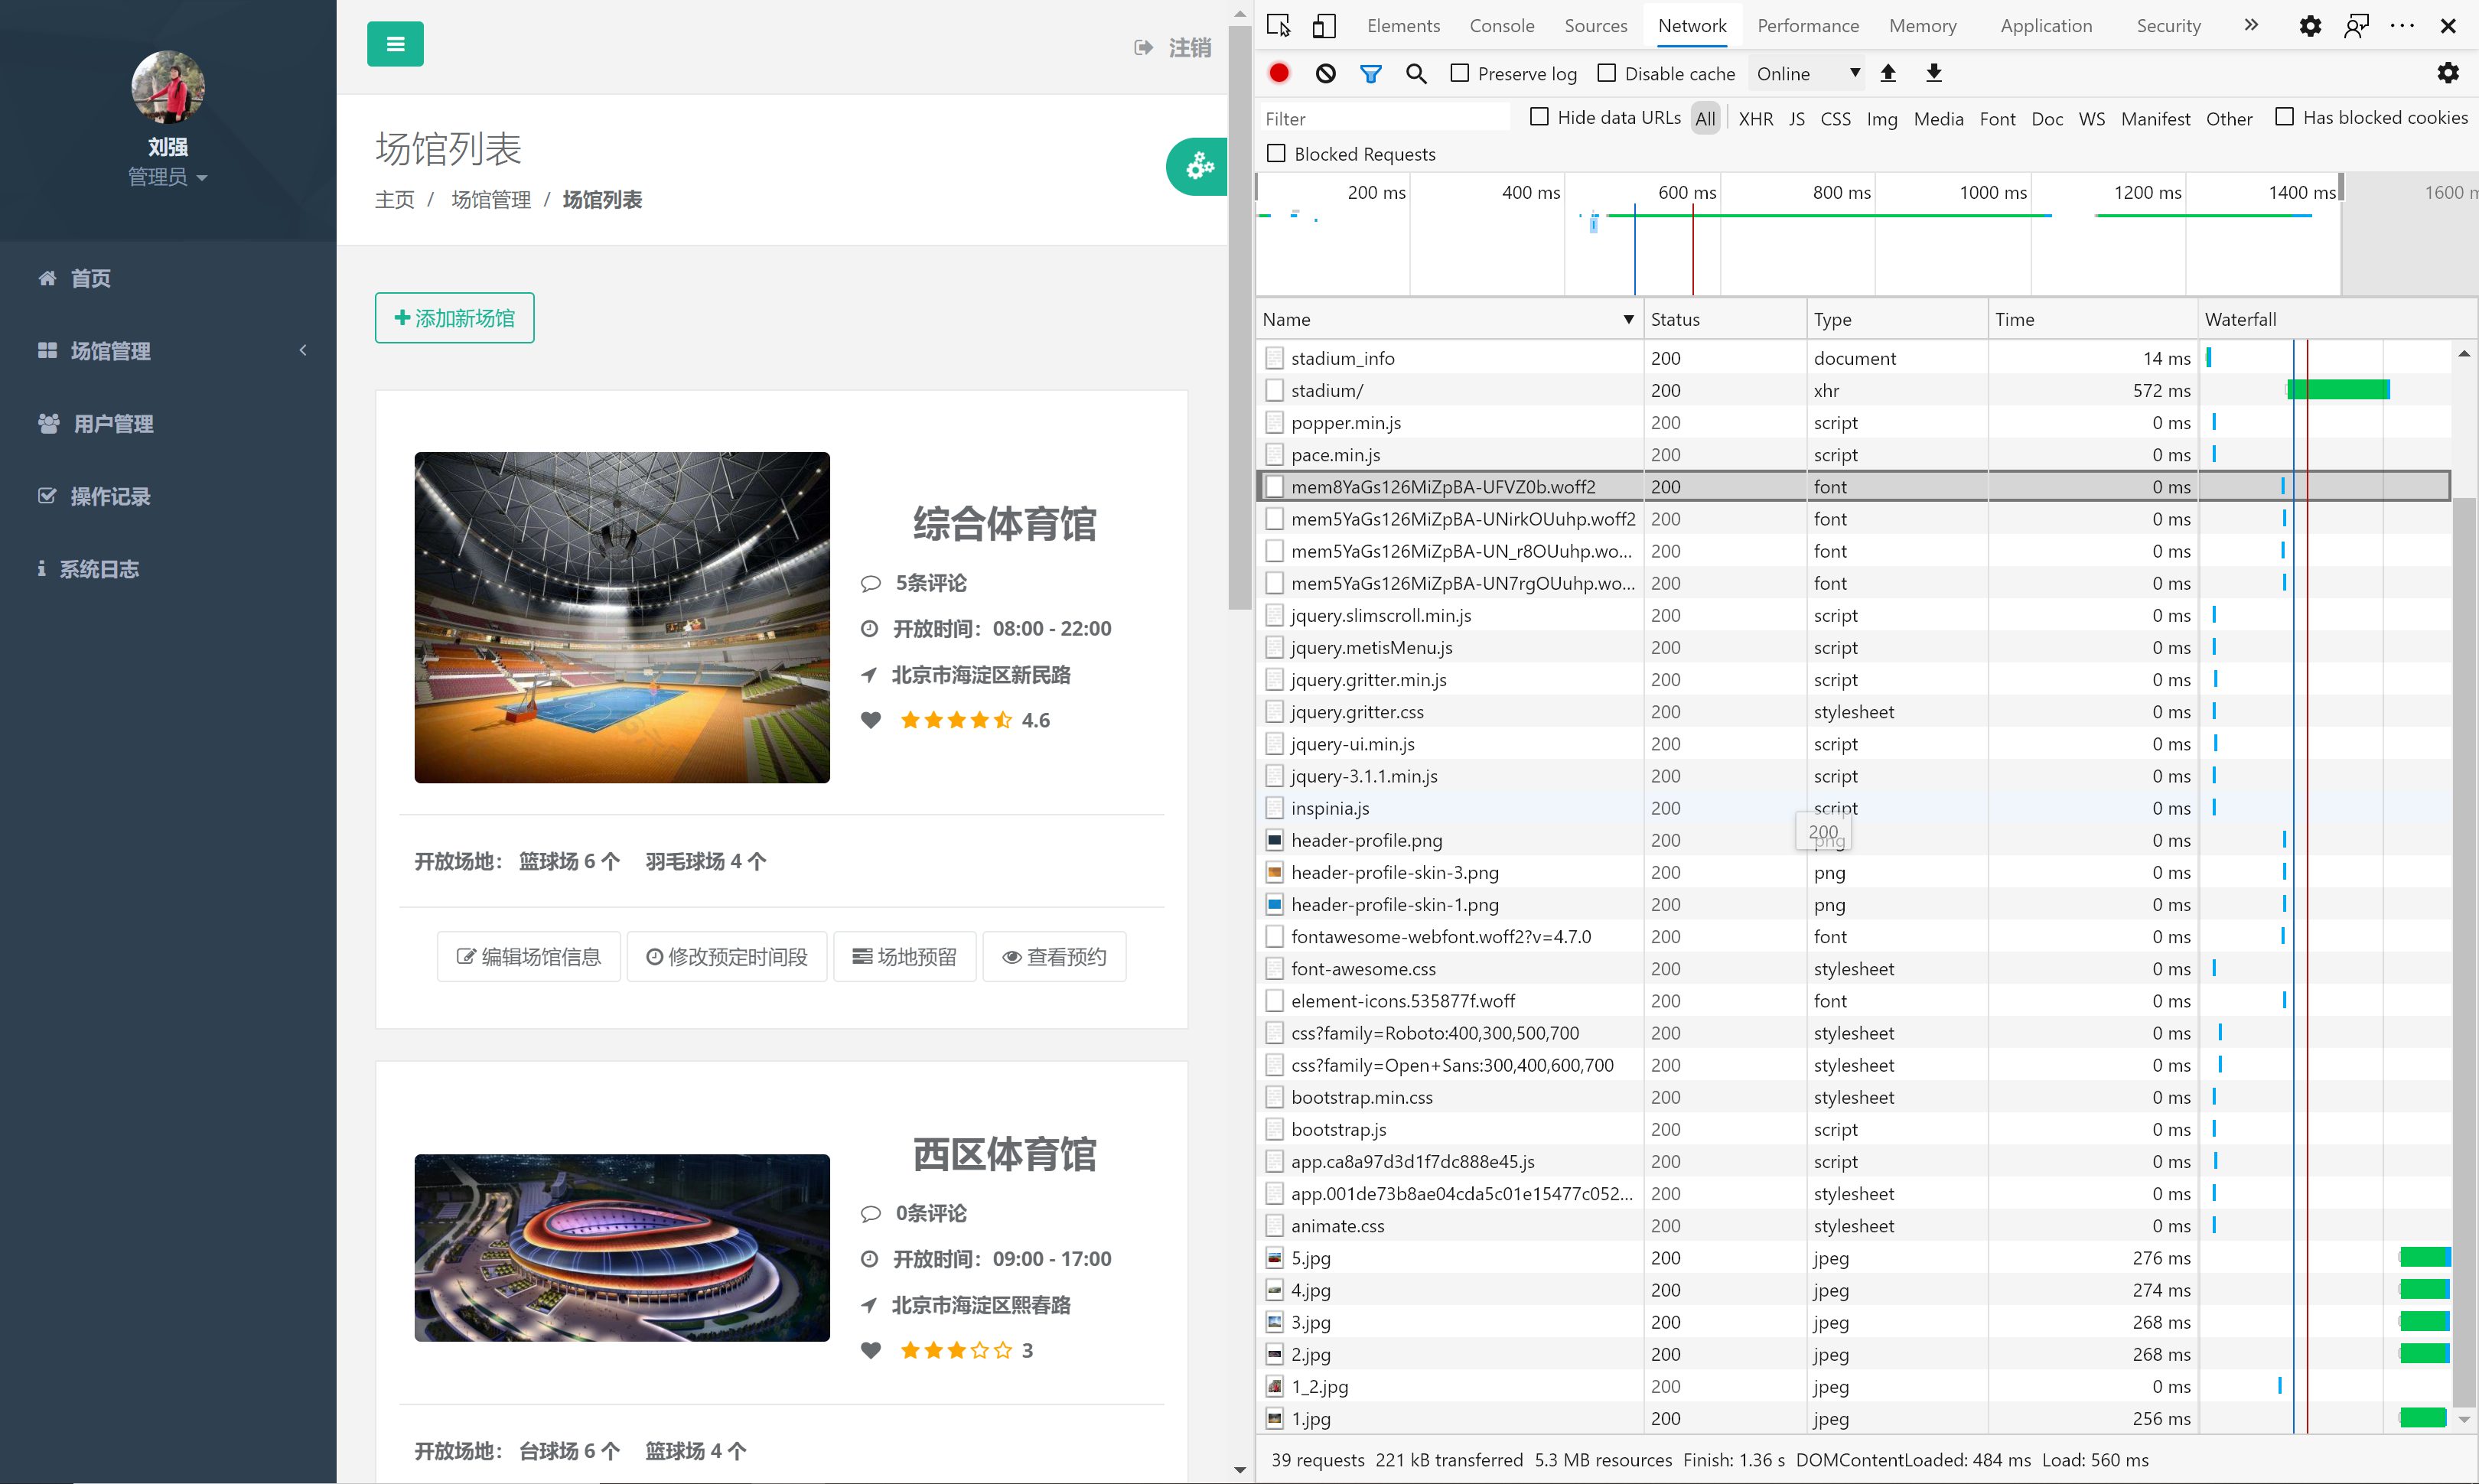 刘强
管理员
首页
场馆管理
用户管理
操作记录
系统日志
注销
场馆列表
主页 / 场馆管理 / 场馆列表
添加新场馆
综合体育馆
5条评论
开放时间：08:00 - 22:00
北京市海淀区新民路
4.6
开放场地： 篮球场 6 个 羽毛球场 4 个
编辑场馆信息 修改预定时间段 场地预留 查看预约
西区体育馆
0条评论
开放时间：09:00 - 17:00
北京市海淀区熙春路
3
开放场地： 台球场 6 个 篮球场 4 个
Elements Console Sources Network Performance Memory Application Security
Preserve log Disable cache Online
Filter Hide data URLs All XHR JS CSS Img Media Font Doc WS Manifest Other Has blocked cookies
Blocked Requests
200 ms 400 ms 600 ms 800 ms 1000 ms 1200 ms 1400 ms 1600 m
Name Status Type Time Waterfall
stadium_info 200 document 14 ms
stadium/ 200 xhr 572 ms
popper.min.js 200 script 0 ms
pace.min.js 200 script 0 ms
mem8YaGs126MiZpBA-UFVZ0b.woff2 200 font 0 ms
mem5YaGs126MiZpBA-UNirkOUuhp.woff2 200 font 0 ms
mem5YaGs126MiZpBA-UN_r8OUuhp.wo... 200 font 0 ms
mem5YaGs126MiZpBA-UN7rgOUuhp.wo... 200 font 0 ms
jquery.slimscroll.min.js 200 script 0 ms
jquery.metisMenu.js 200 script 0 ms
jquery.gritter.min.js 200 script 0 ms
jquery.gritter.css 200 stylesheet 0 ms
jquery-ui.min.js 200 script 0 ms
jquery-3.1.1.min.js 200 script 0 ms
inspinia.js 200 script 0 ms
200
header-profile.png 200 png 0 ms
header-profile-skin-3.png 200 png 0 ms
header-profile-skin-1.png 200 png 0 ms
fontawesome-webfont.woff2?v=4.7.0 200 font 0 ms
font-awesome.css 200 stylesheet 0 ms
element-icons.535877f.woff 200 font 0 ms
css?family=Roboto:400,300,500,700 200 stylesheet 0 ms
css?family=Open+Sans:300,400,600,700 200 stylesheet 0 ms
bootstrap.min.css 200 stylesheet 0 ms
bootstrap.js 200 script 0 ms
app.ca8a97d3d1f7dc888e45.js 200 script 0 ms
app.001de73b8ae04cda5c01e15477c052... 200 stylesheet 0 ms
animate.css 200 stylesheet 0 ms
5.jpg 200 jpeg 276 ms
4.jpg 200 jpeg 274 ms
3.jpg 200 jpeg 268 ms
2.jpg 200 jpeg 268 ms
1_2.jpg 200 jpeg 0 ms
1.jpg 200 jpeg 256 ms
39 requests 221 kB transferred 5.3 MB resources Finish: 1.36 s DOMContentLoaded: 484 ms Load: 560 ms